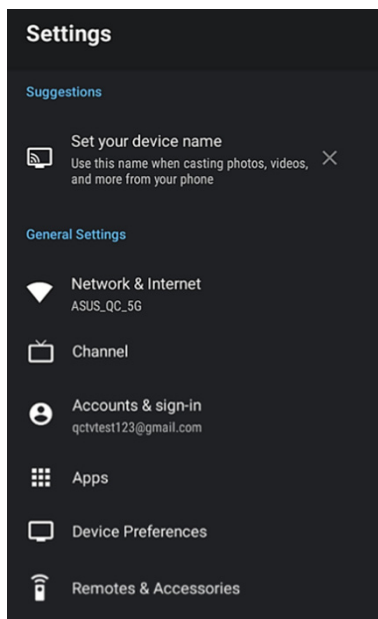 Settings
Suggestions
Set your device name
Use this name when casting photos, videos,
and more from your phone
General Settings
Network & Internet
ASUS_QC_5G
Channel
Accounts & sign-in
qctvtest123@gmail.com
Apps
Device Preferences
Remotes & Accessories